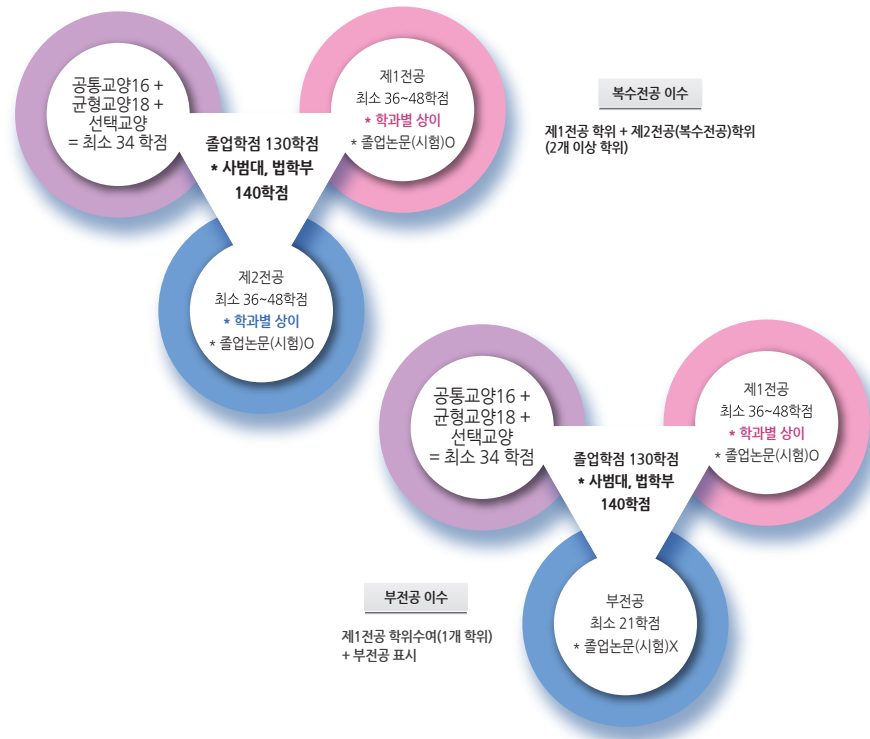 공통교양16 +
균형교양18 +
선택교양
= 최소 34 학점
제1전공
최소 36~48학점
* 학과별 상이
* 졸업논문(시험)O
졸업학점 130학점
* 사범대, 법학부
140학점
제2전공
최소 36~48학점
* 학과별 상이
* 졸업논문(시험)O
복수전공 이수
제1전공 학위 + 제2전공(복수전공)학위
(2개 이상 학위)
공통교양16 +
균형교양18 +
선택교양
= 최소 34 학점
제1전공
최소 36~48학점
* 학과별 상이
* 졸업논문(시험)O
졸업학점 130학점
* 사범대, 법학부
140학점
부전공
최소 21학점
* 졸업논문(시험)X
부전공 이수
제1전공 학위수여(1개 학위)
+ 부전공 표시